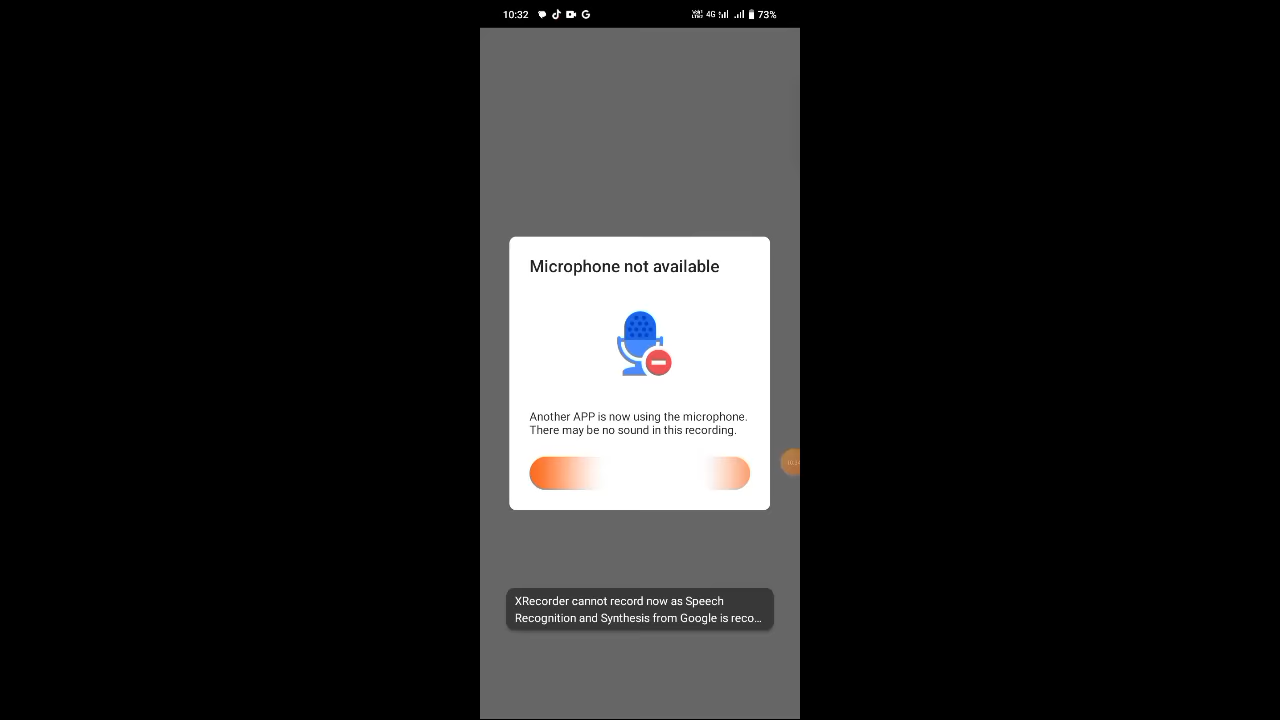 10:32
4G
73%
Microphone not available
Another APP is now using the microphone.
There may be no sound in this recording.
XRecorder cannot record now as Speech
Recognition and Synthesis from Google is reco...